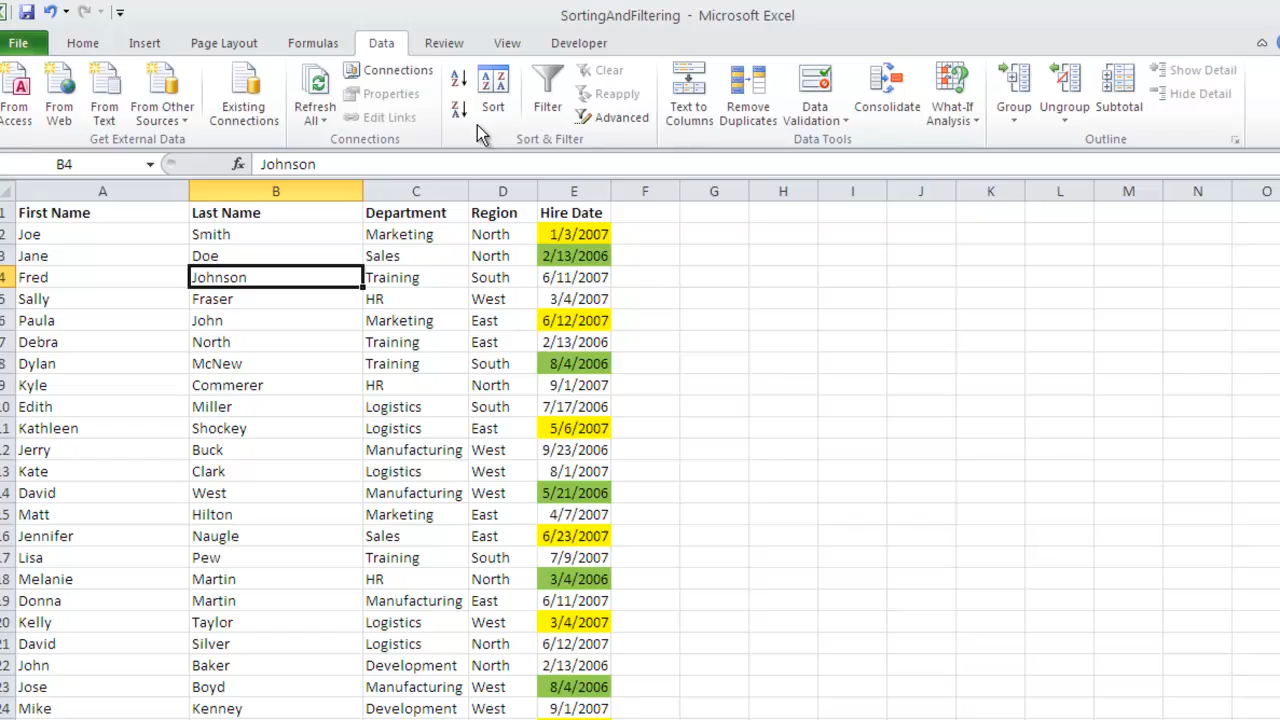 SortingAndFiltering - Microsoft Excel
File Home Insert Page Layout Formulas Data Review View Developer
From Access
From Web
From Text
From Other Sources
Existing Connections
Get External Data
Refresh All
Connections
Properties
Edit Links
Connections
Sort
Filter
Clear
Reapply
Advanced
Sort & Filter
Text to Columns
Remove Duplicates
Data Validation
Consolidate
What-If Analysis
Data Tools
Group
Ungroup
Subtotal
Show Detail
Hide Detail
Outline
B4 fx Johnson
A B C D E F G H I J K L M N O
1 First Name Last Name Department Region Hire Date
2 Joe Smith Marketing North 1/3/2007
3 Jane Doe Sales North 2/13/2006
4 Fred Johnson Training South 6/11/2007
5 Sally Fraser HR West 3/4/2007
6 Paula John Marketing East 6/12/2007
7 Debra North Training East 2/13/2006
8 Dylan McNew Training South 8/4/2006
9 Kyle Commerer HR North 9/1/2007
10 Edith Miller Logistics South 7/17/2006
11 Kathleen Shockey Logistics East 5/6/2007
12 Jerry Buck Manufacturing West 9/23/2006
13 Kate Clark Logistics West 8/1/2007
14 David West Manufacturing West 5/21/2006
15 Matt Hilton Marketing East 4/7/2007
16 Jennifer Naugle Sales East 6/23/2007
17 Lisa Pew Training South 7/9/2007
18 Melanie Martin HR North 3/4/2006
19 Donna Martin Manufacturing East 6/11/2007
20 Kelly Taylor Logistics West 3/4/2007
21 David Silver Logistics North 6/12/2007
22 John Baker Development North 2/13/2006
23 Jose Boyd Manufacturing West 8/4/2006
24 Mike Kenney Development West 9/1/2007